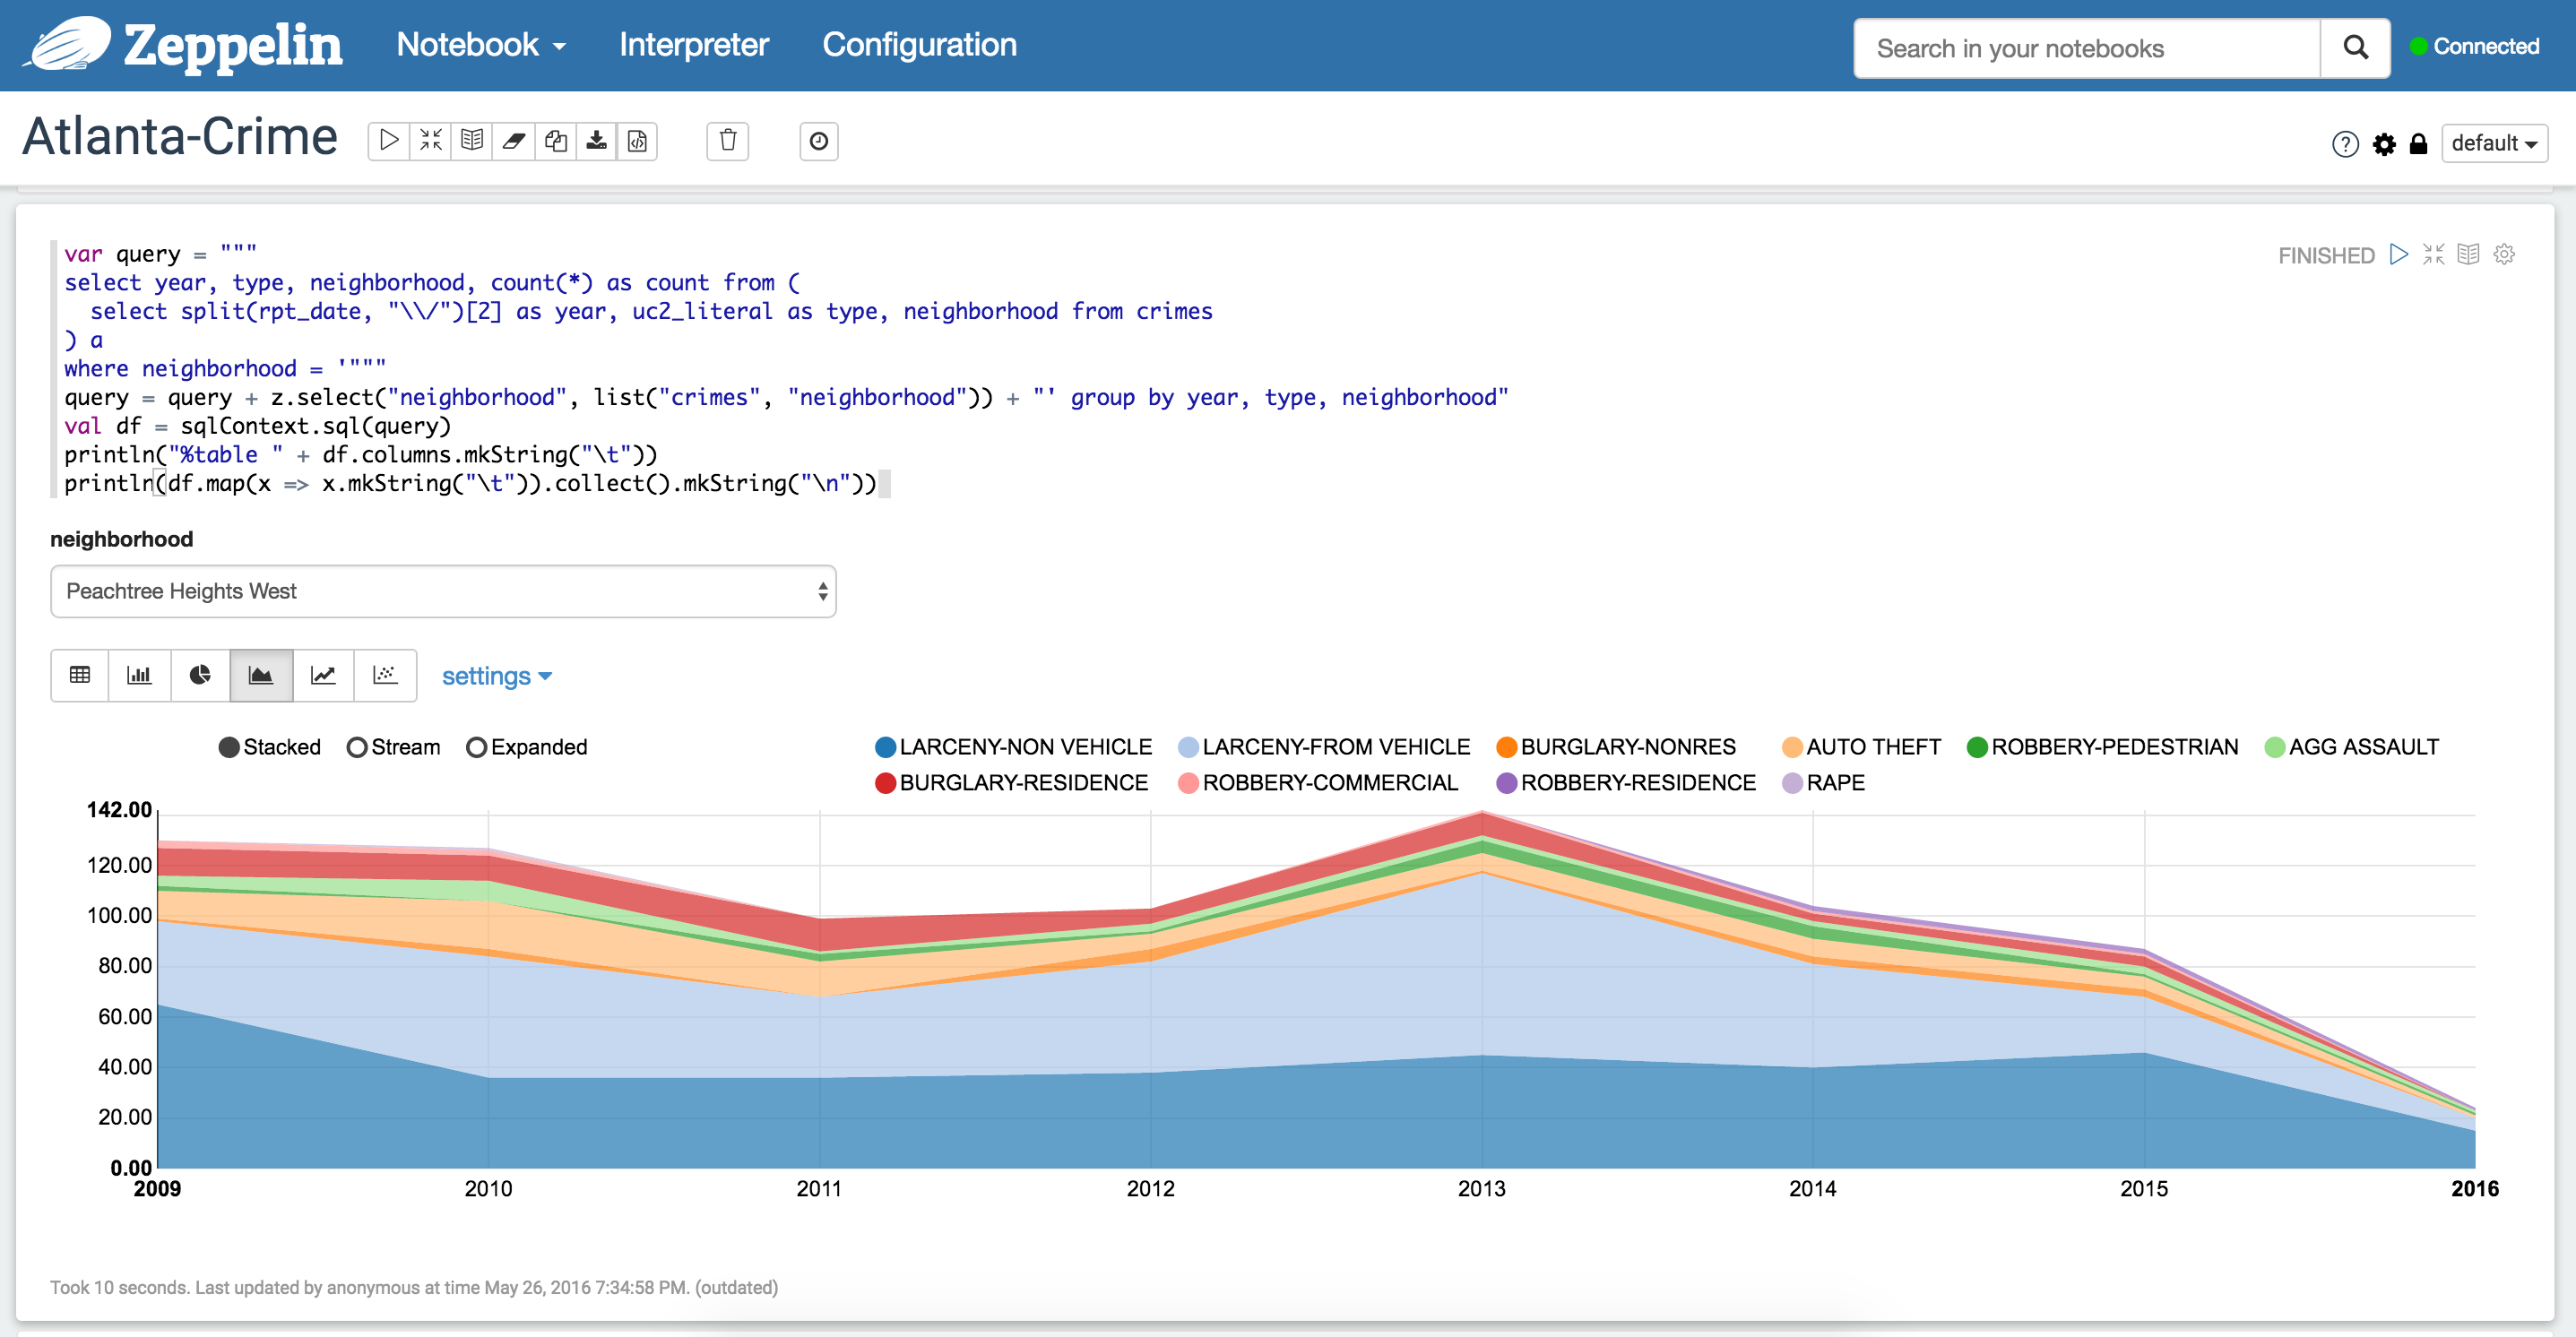 Zeppelin Notebook Interpreter Configuration Search in your notebooks Connected
Atlanta-Crime default
var query = """
select year, type, neighborhood, count(*) as count from (
  select split(rpt_date, "\\/")[2] as year, uc2_literal as type, neighborhood from crimes
) a
where neighborhood = '"""
query = query + z.select("neighborhood", list("crimes", "neighborhood")) + "' group by year, type, neighborhood"
val df = sqlContext.sql(query)
println("%table " + df.columns.mkString("\t"))
println(df.map(x => x.mkString("\t")).collect().mkString("\n"))
FINISHED
neighborhood
Peachtree Heights West
settings
Stacked Stream Expanded
LARCENY-NON VEHICLE LARCENY-FROM VEHICLE BURGLARY-NONRES AUTO THEFT ROBBERY-PEDESTRIAN AGG ASSAULT
BURGLARY-RESIDENCE ROBBERY-COMMERCIAL ROBBERY-RESIDENCE RAPE
142.00
120.00
100.00
80.00
60.00
40.00
20.00
0.00
2009 2010 2011 2012 2013 2014 2015 2016
Took 10 seconds. Last updated by anonymous at time May 26, 2016 7:34:58 PM. (outdated)